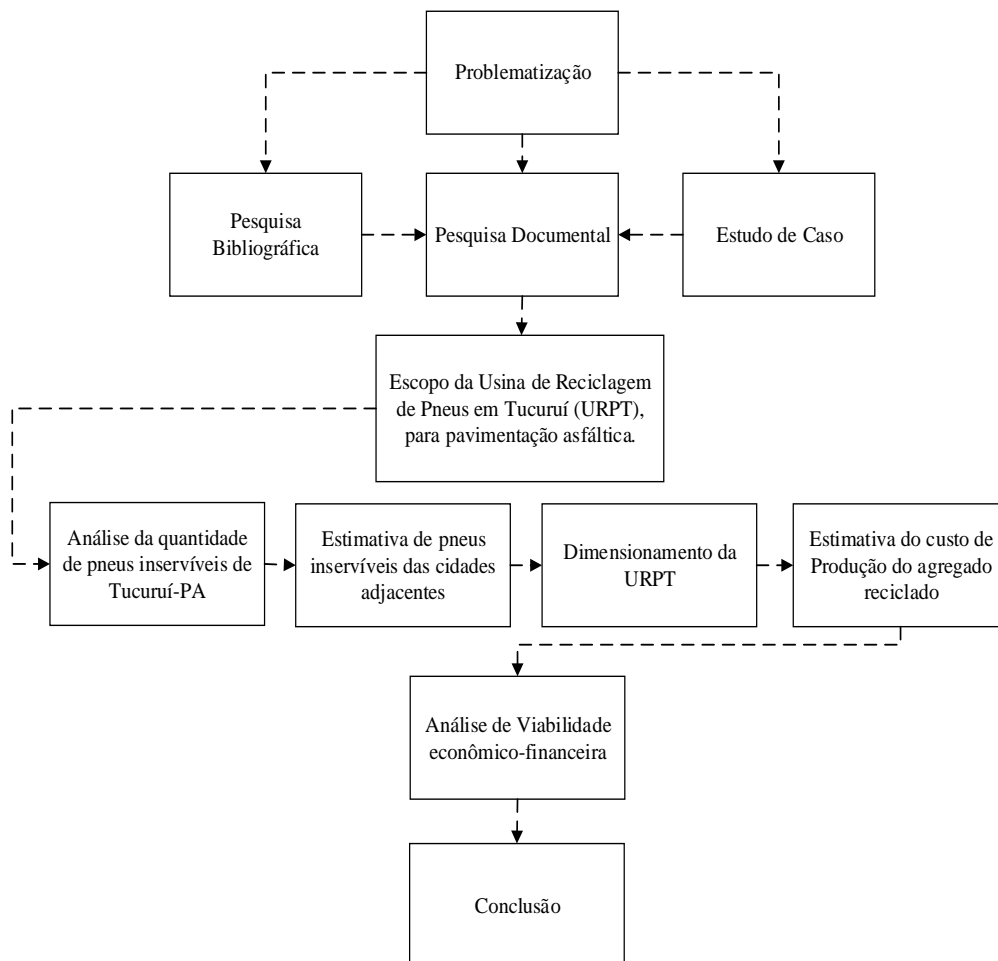 Problematização
Pesquisa
Bibliográfica
Pesquisa Documental
Estudo de Caso
Escopo da Usina de Reciclagem
de Pneus em Tucuruí (URPT),
para pavimentação asfáltica.
Análise da quantidade
de pneus inservíveis de
Tucuruí-PA
Estimativa de pneus
inservíveis das cidades
adjacentes
Dimensionamento da
URPT
Estimativa do custo de
Produção do agregado
reciclado
Análise de Viabilidade
econômico-financeira
Conclusão